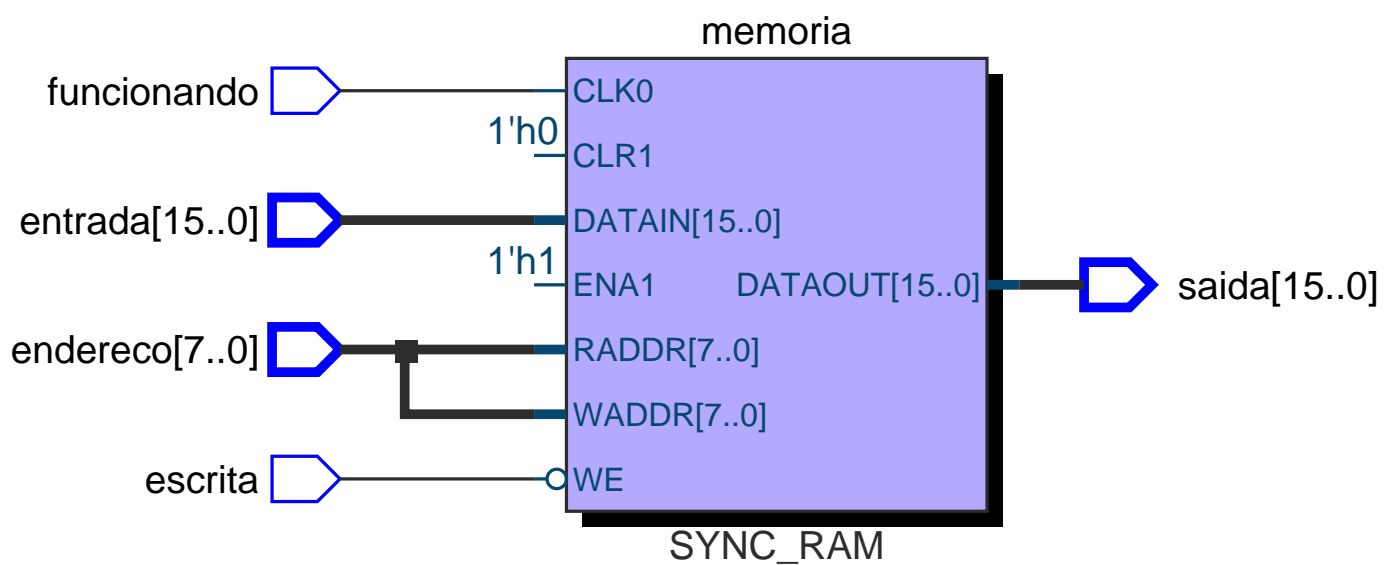 memoria
funcionando
CLK0
1'h0
CLR1
entrada[15..0]
DATAIN[15..0]
1'h1
ENA1
DATAOUT[15..0]
saida[15..0]
endereco[7..0]
RADDR[7..0]
WADDR[7..0]
escrita
WE
SYNC_RAM